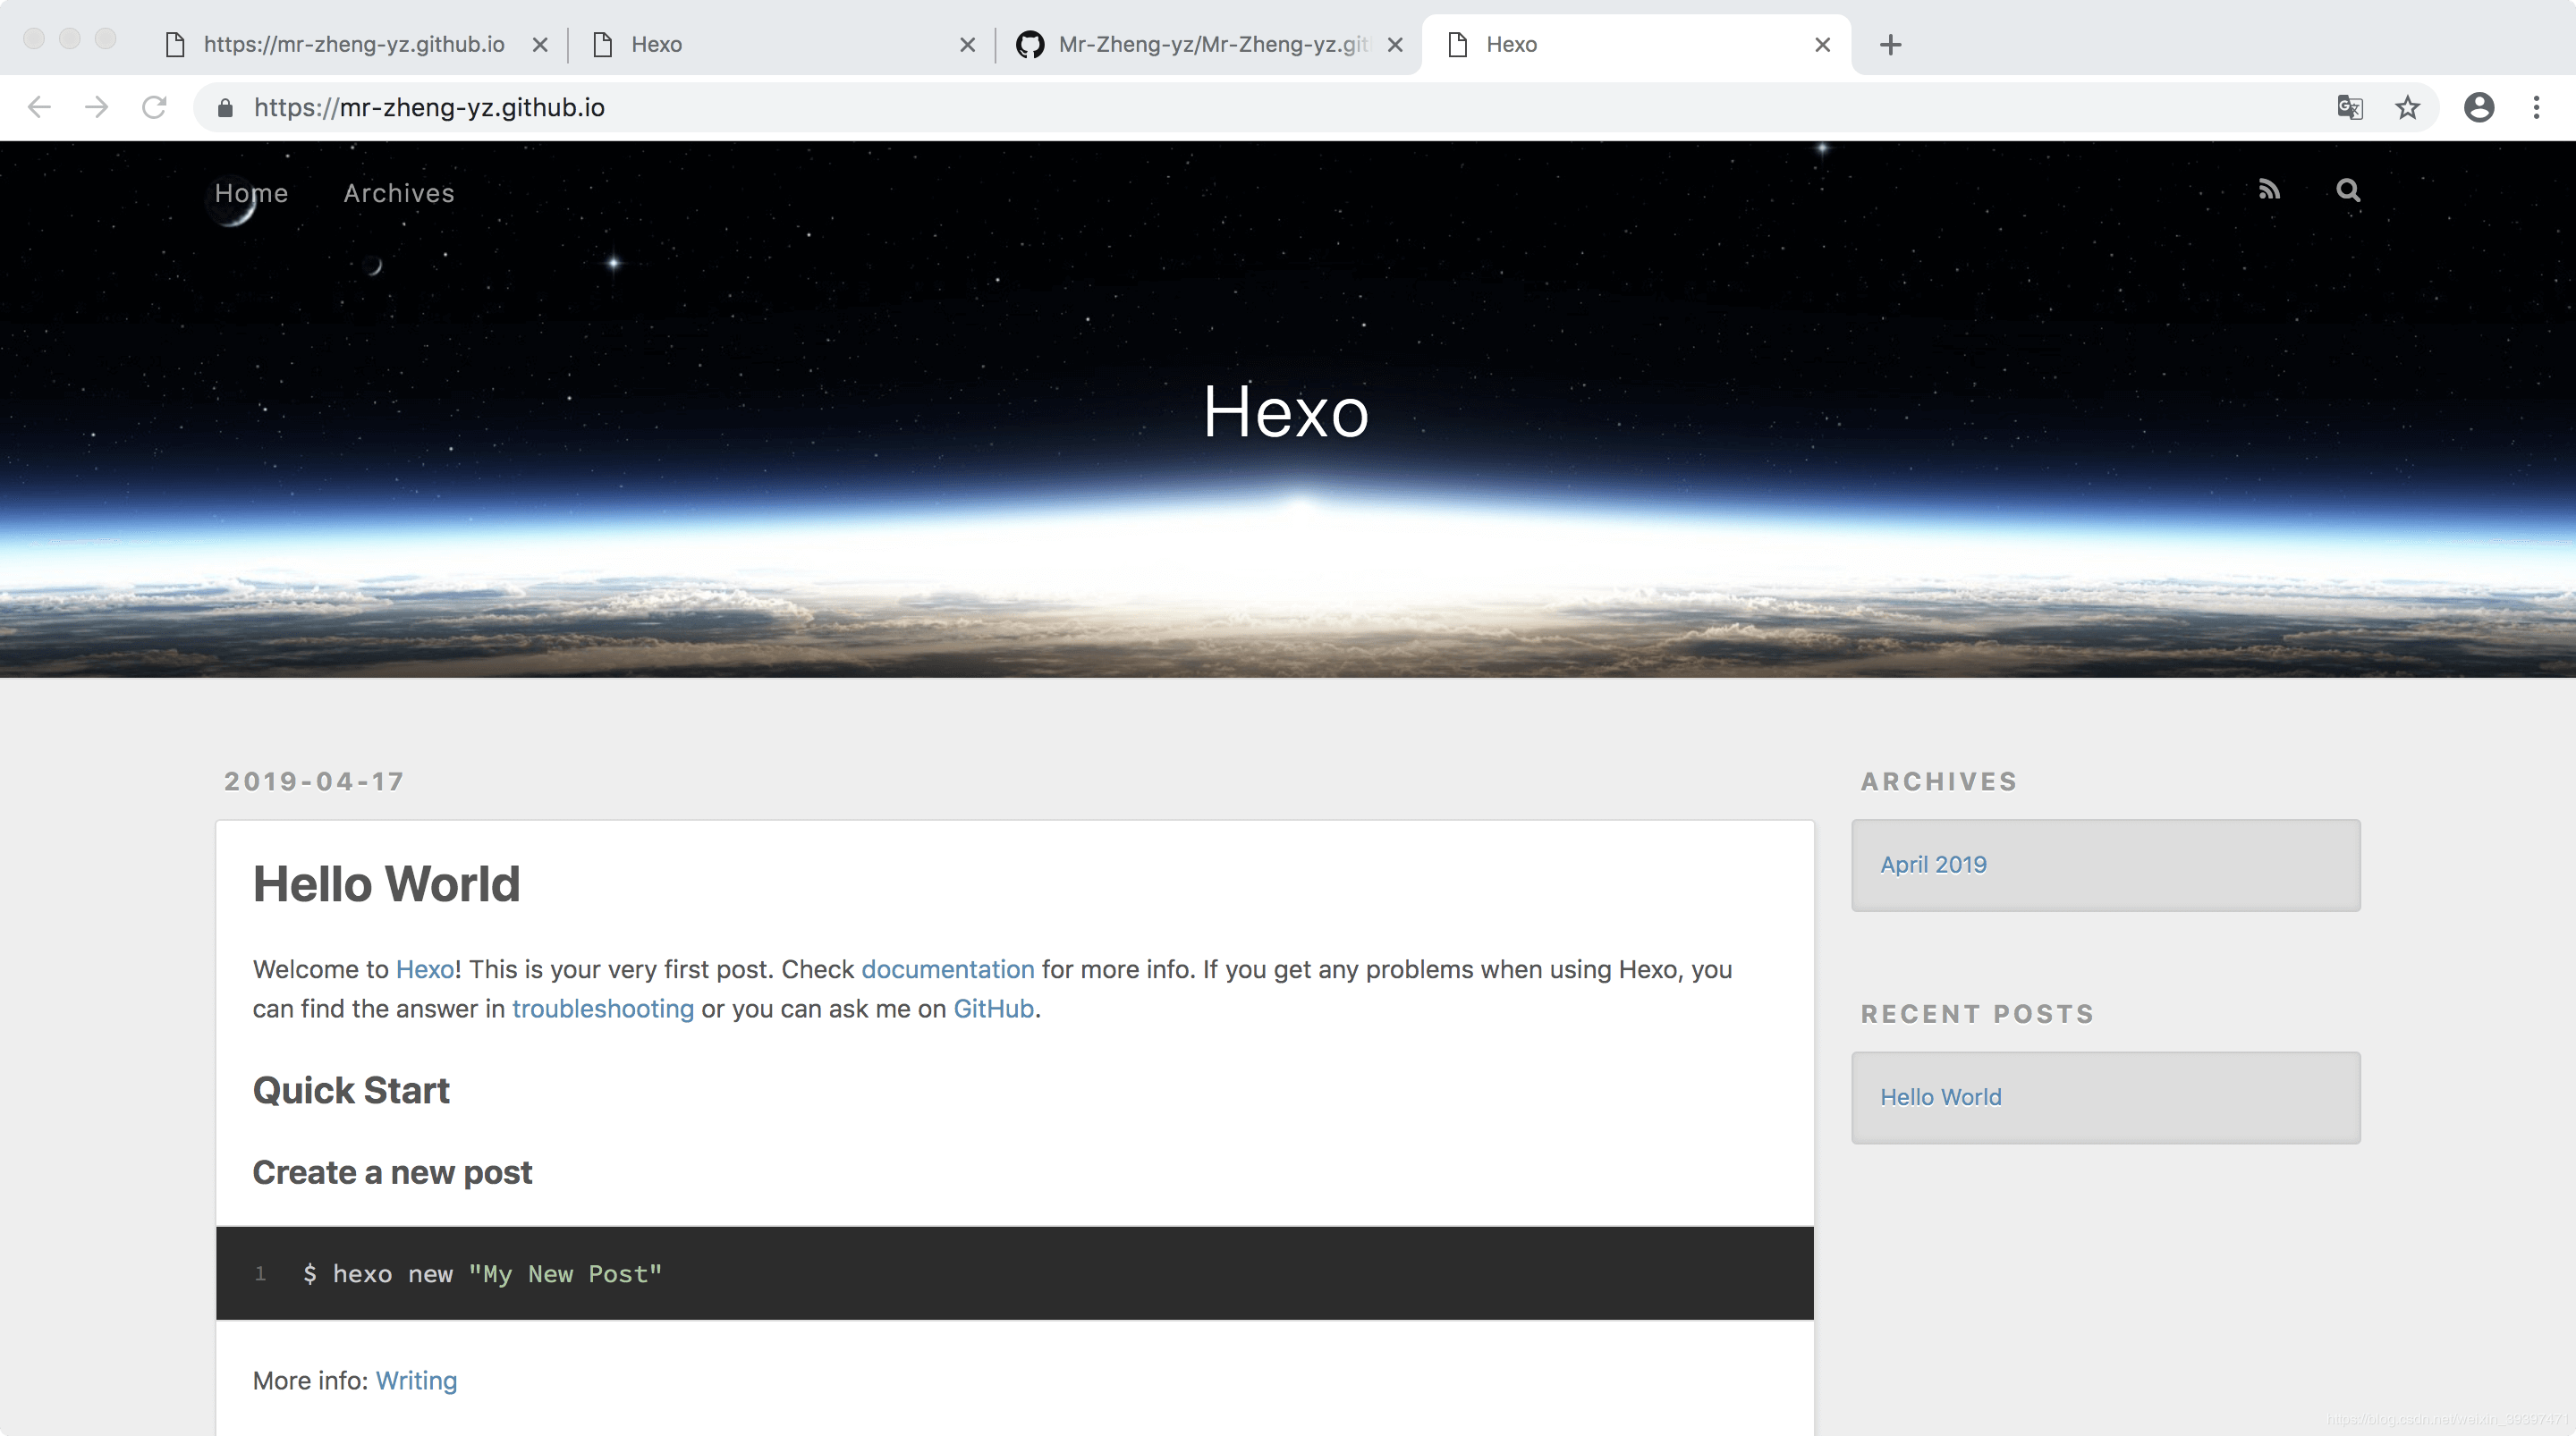 https://mr-zheng-yz.github.io
Hexo
Mr-Zheng-yz/Mr-Zheng-yz.git
Hexo
https://mr-zheng-yz.github.io
Home
Archives
Hexo
2019-04-17
Hello World
Welcome to Hexo! This is your very first post. Check documentation for more info. If you get any problems when using Hexo, you
can find the answer in troubleshooting or you can ask me on GitHub.
Quick Start
Create a new post
1 $ hexo new "My New Post"
More info: Writing
ARCHIVES
April 2019
RECENT POSTS
Hello World
https://blog.csdn.net/weixin_39397471